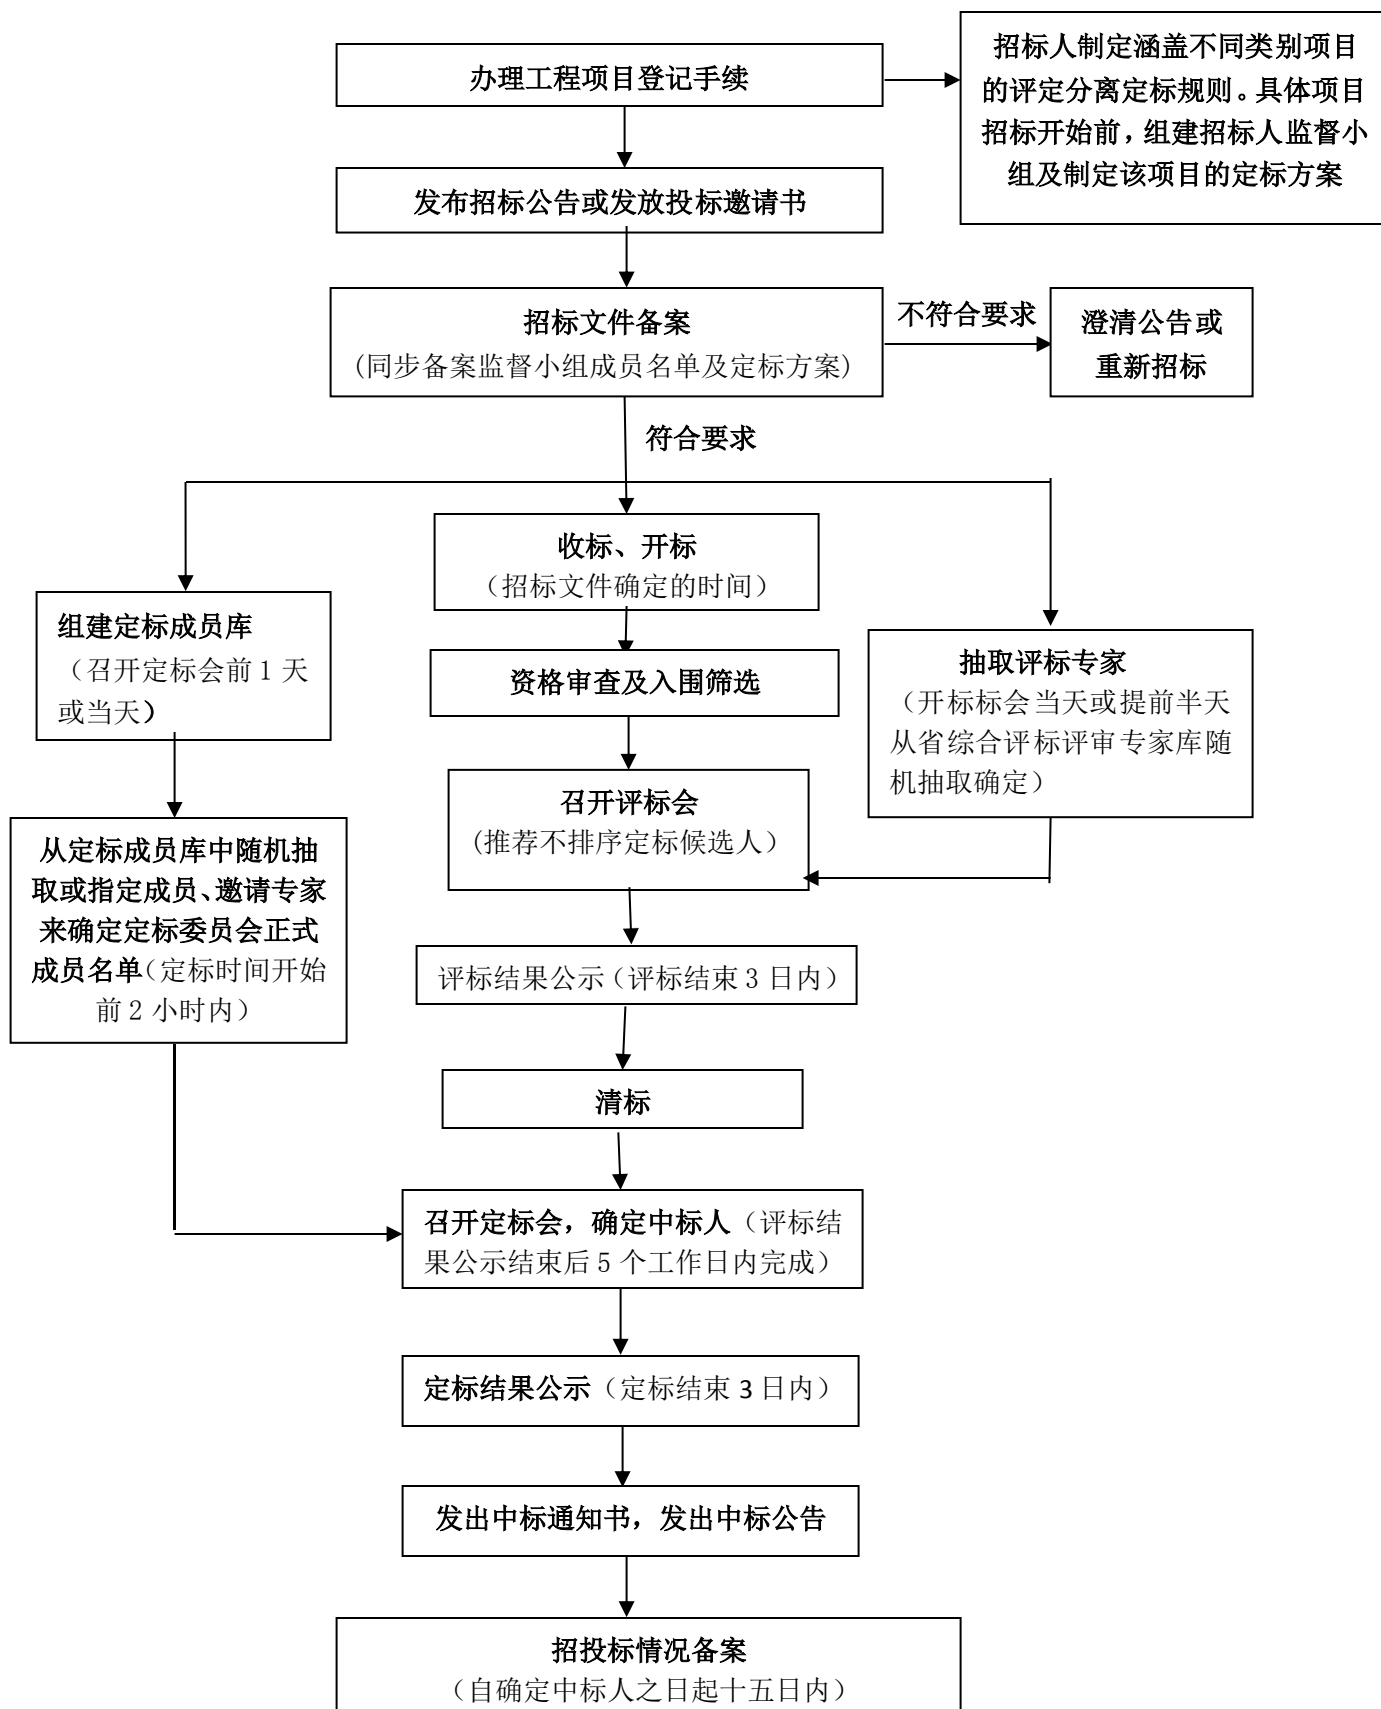 办理工程项目登记手续
招标人制定涵盖不同类别项目
的评定分离定标规则。具体项目
招标开始前，组建招标人监督小
组及制定该项目的定标方案
发布招标公告或发放投标邀请书
招标文件备案
(同步备案监督小组成员名单及定标方案)
不符合要求
澄清公告或
重新招标
符合要求
收标、开标
（招标文件确定的时间）
组建定标成员库
（召开定标会前 1 天
或当天）
资格审查及入围筛选
抽取评标专家
（开标标会当天或提前半天
从省综合评标评审专家库随
机抽取确定）
召开评标会
(推荐不排序定标候选人）
从定标成员库中随机抽
取或指定成员、邀请专家
来确定定标委员会正式
成员名单（定标时间开始
前 2 小时内）
评标结果公示（评标结束 3 日内）
清标
召开定标会，确定中标人（评标结
果公示结束后 5 个工作日内完成）
定标结果公示（定标结束 3 日内）
发出中标通知书，发出中标公告
招投标情况备案
（自确定中标人之日起十五日内）